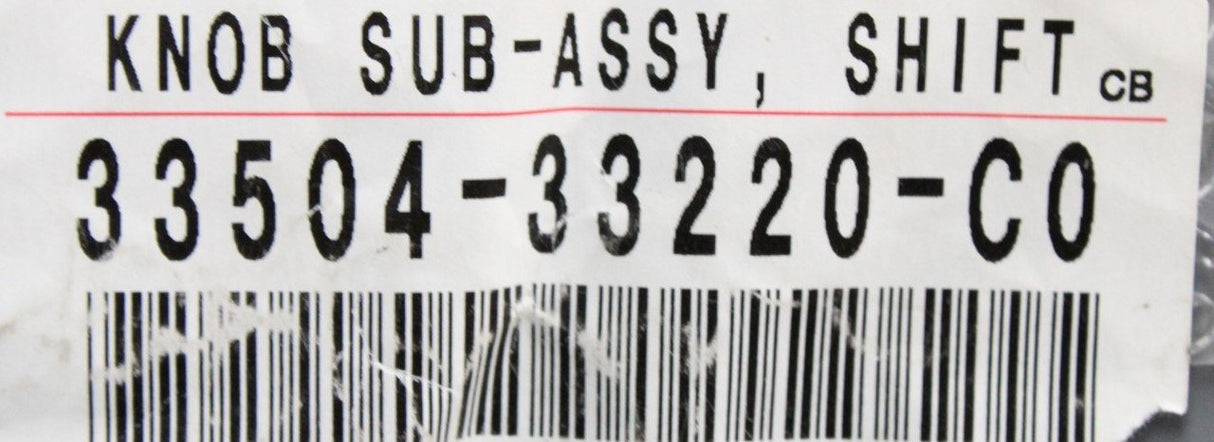 KNOB SUB-ASSY, SHIFT CB
33504-33220-C0